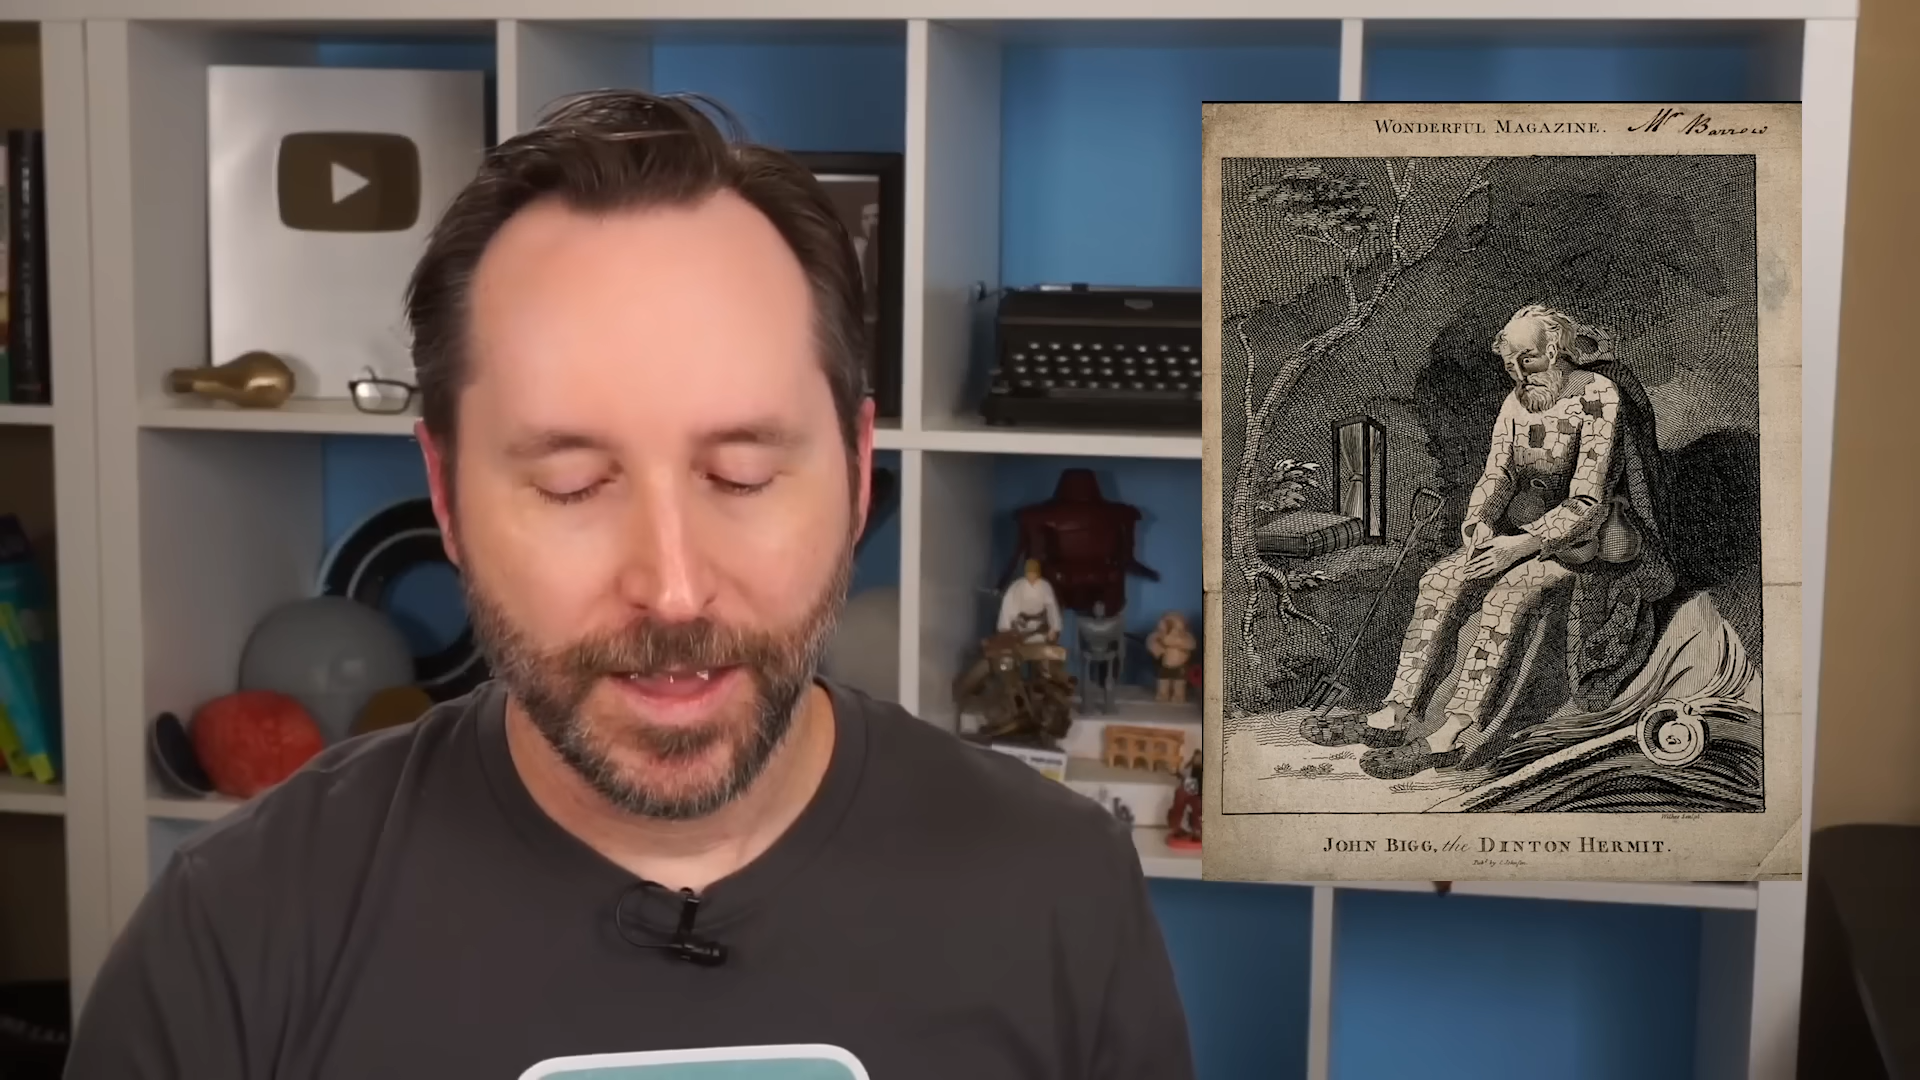 WONDERFUL MAGAZINE. Mr Barrow
JOHN BIGG, the DINTON HERMIT.